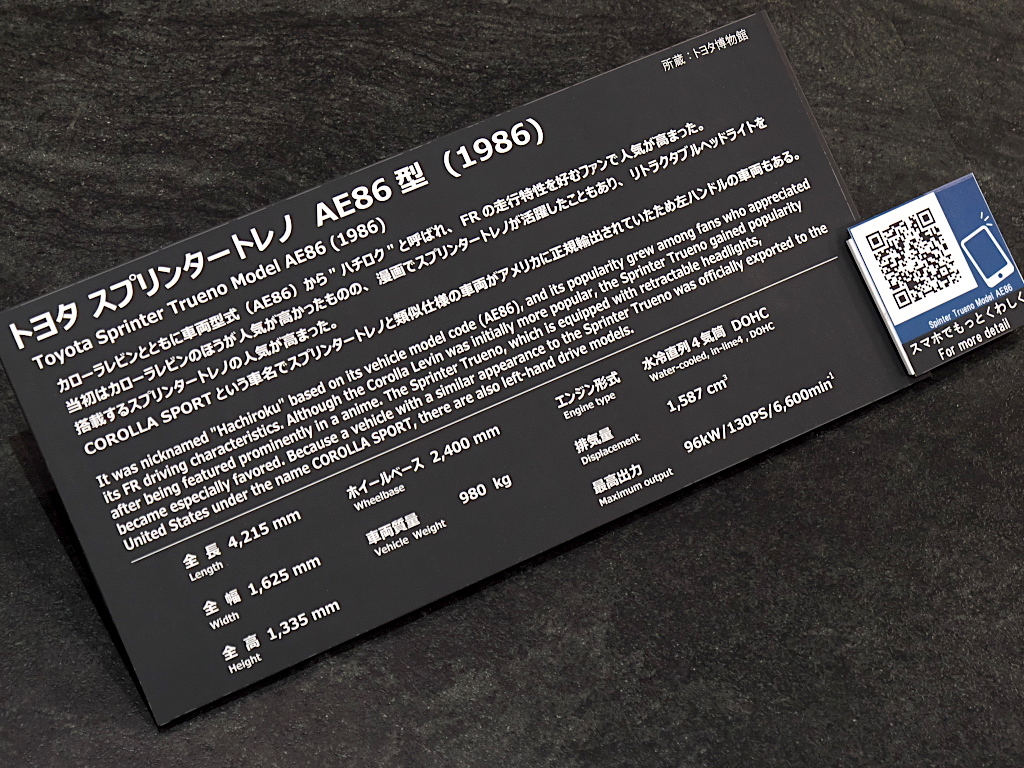 所蔵：トヨタ博物館
トヨタ スプリンタートレノ AE86型（1986）
Toyota Sprinter Trueno Model AE86 (1986)
カローラレビンとともに車両型式（AE86）から"ハチロク"と呼ばれ、FRの走行特性を好むファンで人気が高まった。
当初はカローラレビンのほうが人気が高かったものの、漫画でスプリンタートレノが活躍したこともあり、リトラクタブルヘッドライトを
搭載するスプリンタートレノの人気が高まった。
COROLLA SPORTという車名でスプリンタートレノと類似仕様の車両がアメリカに正規輸出されていたため左ハンドルの車両もある。
It was nicknamed "Hachiroku" based on its vehicle model code (AE86), and its popularity grew among fans who appreciated
its FR driving characteristics. Although the Corolla Levin was initially more popular, the Sprinter Trueno gained popularity
after being featured prominently in a anime. The Sprinter Trueno, which is equipped with retractable headlights,
became especially favored. Because a vehicle with a similar appearance to the Sprinter Trueno was officially exported to the
United States under the name COROLLA SPORT, there are also left-hand drive models.
全長 4,215 mm
Length
全幅 1,625 mm
Width
全高 1,335 mm
Height
ホイールベース 2,400 mm
Wheelbase
車両質量 980 kg
Vehicle Weight
エンジン形式 水冷直列4気筒 DOHC
Engine type Water-cooled, in-line4, DOHC
排気量 1,587 cm³
Displacement
最高出力 96kW/130PS/6,600min⁻¹
Maximum output
Spinter Trueno Model AE86
スマホでもっとくわしく
For more detail